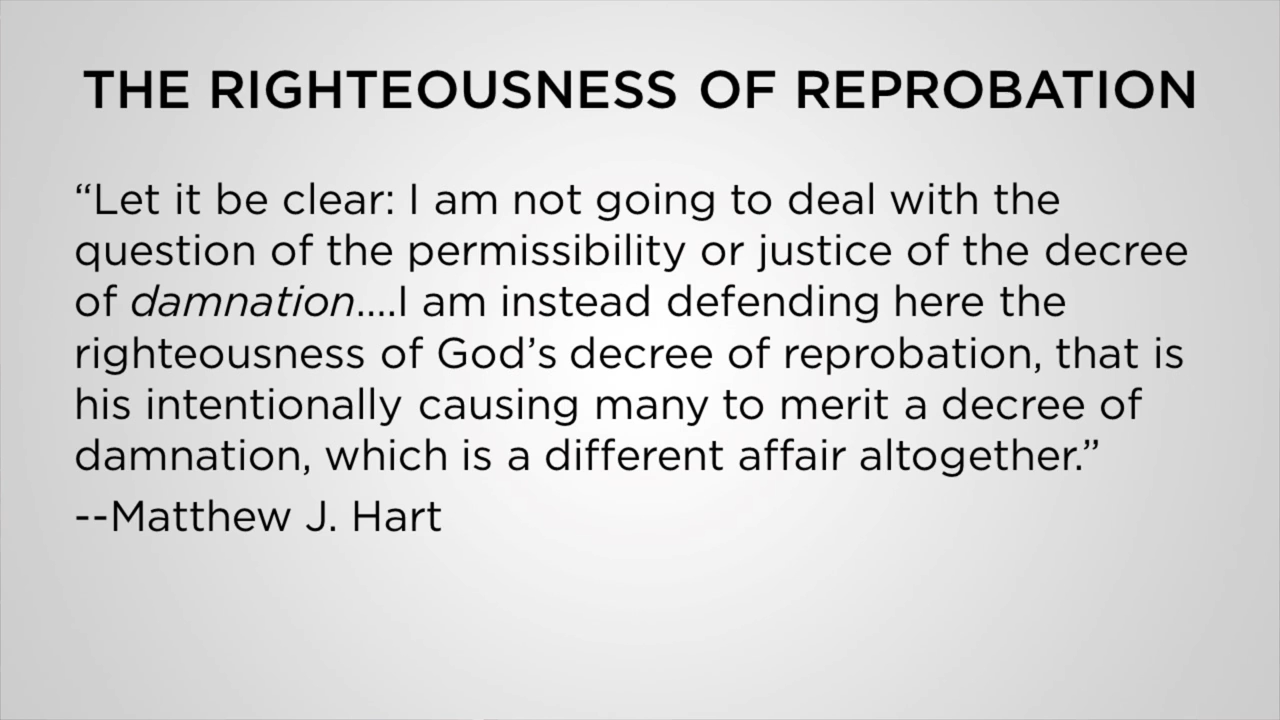 THE RIGHTEOUSNESS OF REPROBATION
“Let it be clear: I am not going to deal with the
question of the permissibility or justice of the decree
of damnation....I am instead defending here the
righteousness of God’s decree of reprobation, that is
his intentionally causing many to merit a decree of
damnation, which is a different affair altogether.”
--Matthew J. Hart